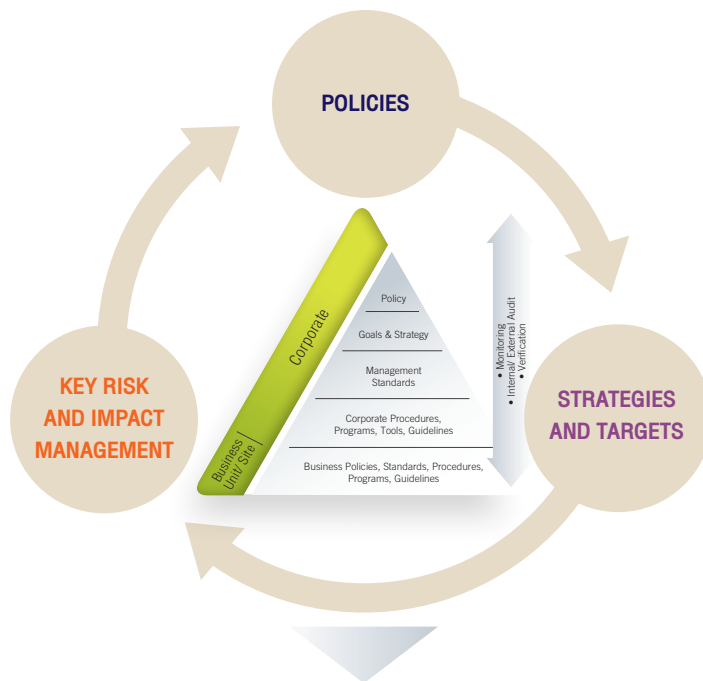 POLICIES
Corporate
Business
Unit/ Site
Policy
Goals & Strategy
Management
Standards
Corporate Procedures,
Programs, Tools, Guidelines
Business Policies, Standards, Procedures,
Programs, Guidelines
• Monitoring
• Internal/ External Audit
• Verification
KEY RISK
AND IMPACT
MANAGEMENT
STRATEGIES
AND TARGETS